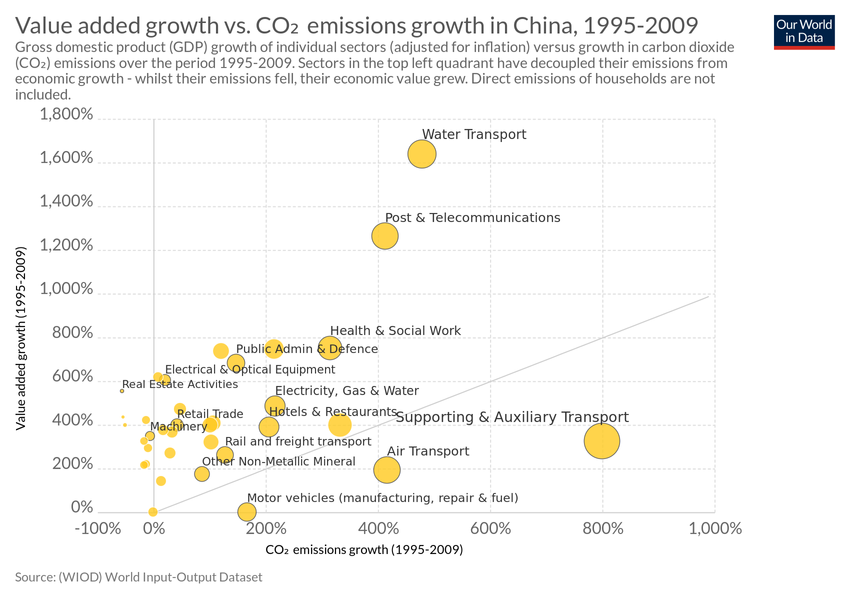 Value added growth vs. CO₂ emissions growth in China, 1995-2009
Our World
in Data
Gross domestic product (GDP) growth of individual sectors (adjusted for inflation) versus growth in carbon dioxide
(CO₂) emissions over the period 1995-2009. Sectors in the top left quadrant have decoupled their emissions from
economic growth - whilst their emissions fell, their economic value grew. Direct emissions of households are not
included.
1,800%
Water Transport
1,600%
1,400%
Post & Telecommunications
1,200%
1,000%
800%
Health & Social Work
Public Admin & Defence
Electrical & Optical Equipment
600%
Real Estate Activities
Electricity, Gas & Water
Retail Trade
Hotels & Restaurants
Supporting & Auxiliary Transport
400%
Machinery
Rail and freight transport
Air Transport
Other Non-Metallic Mineral
200%
Motor vehicles (manufacturing, repair & fuel)
0%
Value added growth (1995-2009)
-100%
0%
200%
400%
600%
800%
1,000%
CO₂ emissions growth (1995-2009)
Source: (WIOD) World Input-Output Dataset